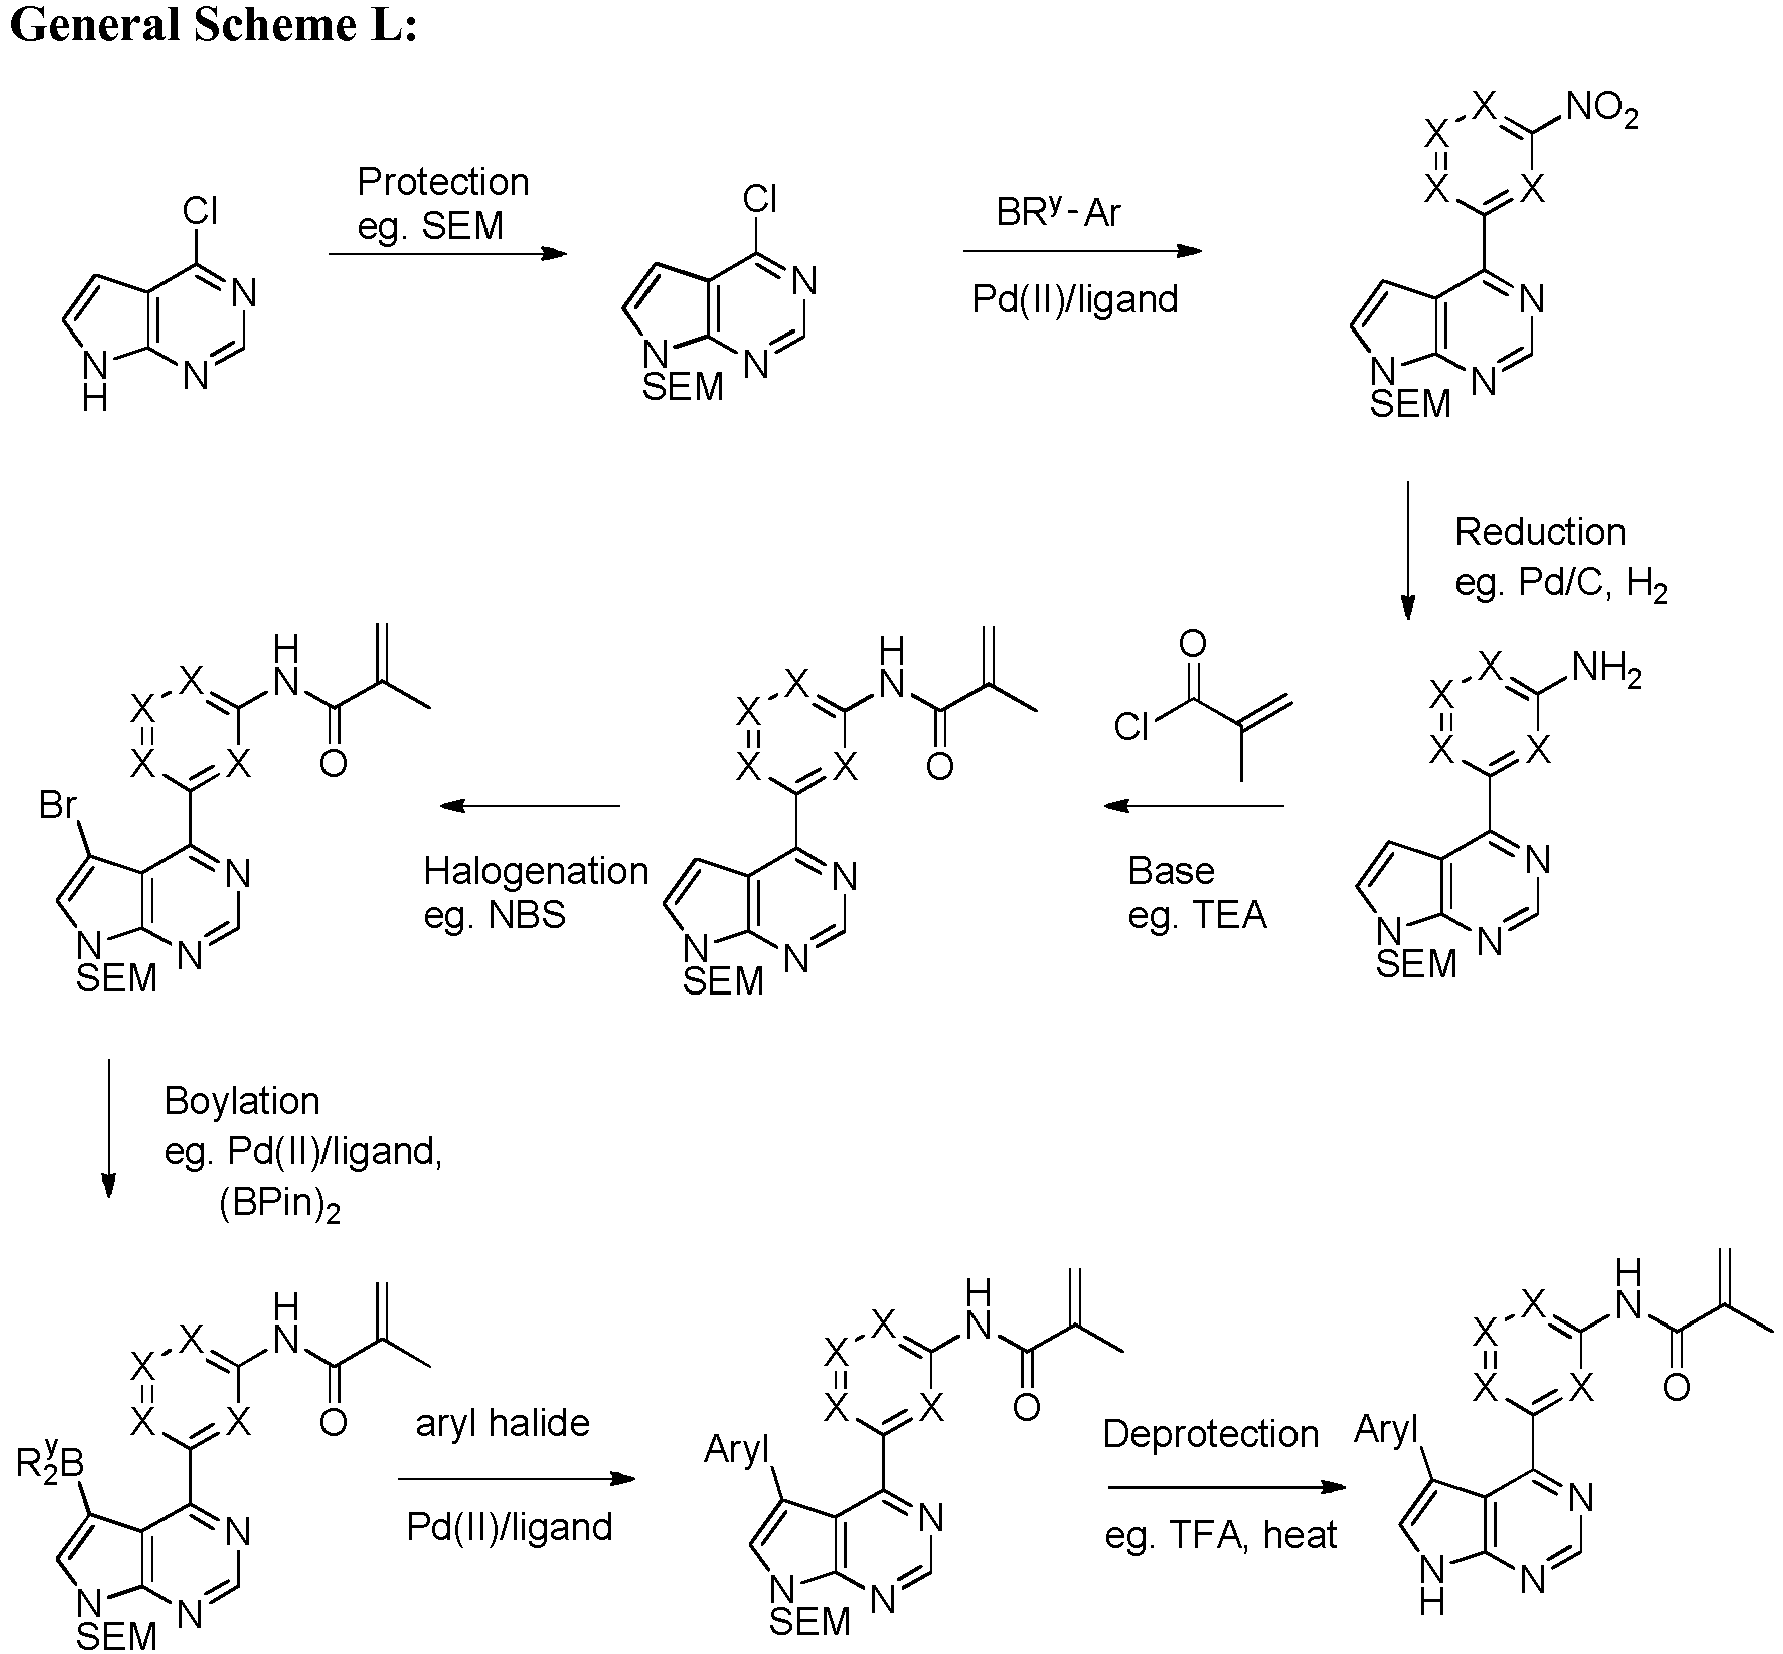 General Scheme L:
Cl
N
N
N
H
Protection
eg. SEM
Cl
N
N
N
SEM
BRʸ-Ar
Pd(II)/ligand
X
NO₂
X
X
X
N
N
N
SEM
Reduction
eg. Pd/C, H₂
X
NH₂
X
X
X
N
N
N
SEM
O
Cl
Base
eg. TEA
H
N
X
X
X
X
O
N
N
N
SEM
Halogenation
eg. NBS
H
N
X
X
X
X
O
Br
N
N
N
SEM
Boylation
eg. Pd(II)/ligand,
(BPin)₂
H
N
X
X
X
X
O
Rʸ₂B
N
N
N
SEM
aryl halide
Pd(II)/ligand
H
N
X
X
X
X
O
Aryl
N
N
N
SEM
Deprotection
eg. TFA, heat
H
N
X
X
X
X
O
Aryl
N
N
N
H